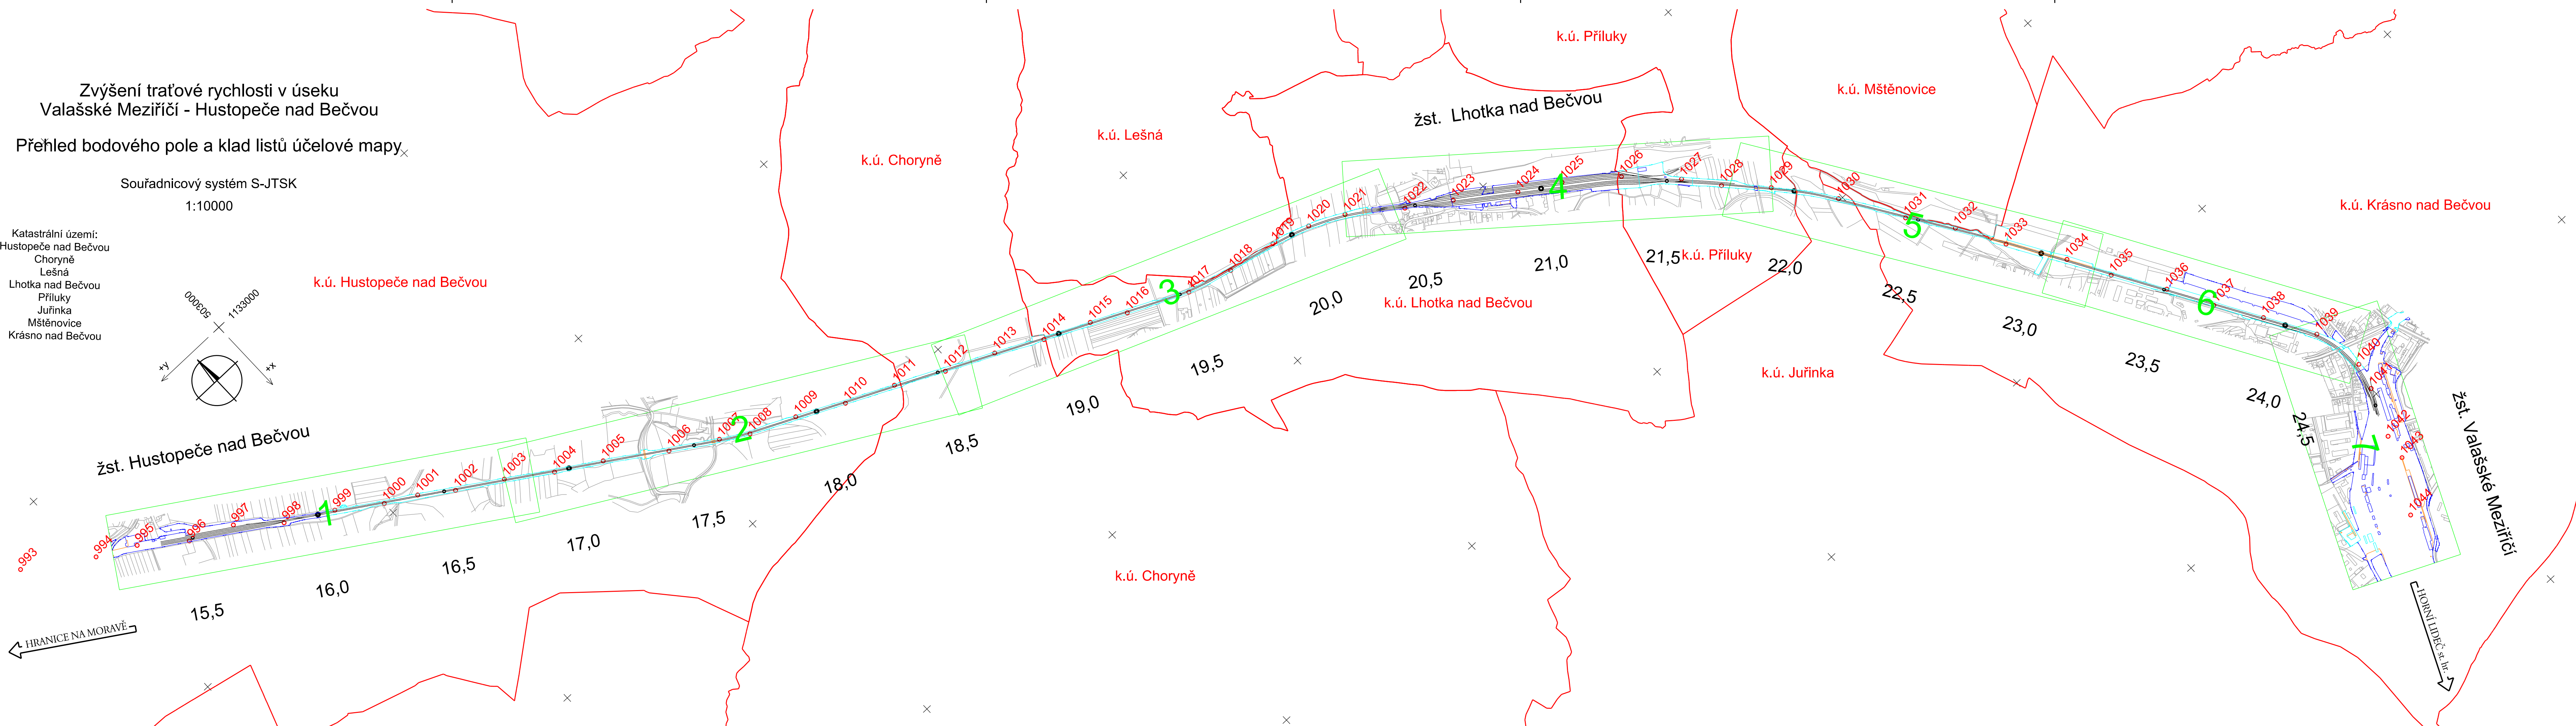 Zvýšení traťové rychlosti v úseku
Valašské Meziříčí - Hustopeče nad Bečvou
Přehled bodového pole a klad listů účelové mapy
Souřadnicový systém S-JTSK
1:10000
Katastrální území:
Hustopeče nad Bečvou
Choryně
Lešná
Lhotka nad Bečvou
Příluky
Juřinka
Mštěnovice
Krásno nad Bečvou
503000
1133000
+y
+x
žst. Hustopeče nad Bečvou
HRANICE NA MORAVĚ
k.ú. Hustopeče nad Bečvou
k.ú. Choryně
k.ú. Lešná
žst. Lhotka nad Bečvou
k.ú. Příluky
k.ú. Mštěnovice
k.ú. Krásno nad Bečvou
k.ú. Příluky
k.ú. Lhotka nad Bečvou
k.ú. Juřinka
k.ú. Choryně
žst. Valašské Meziříčí
HORNÍ LIDEČ st. hr.
993
994
995
996
997
998
999
1000
1001
1002
1003
1004
1005
1006
1007
1008
1009
1010
1011
1012
1013
1014
1015
1016
1017
1018
1019
1020
1021
1022
1023
1024
1025
1026
1027
1028
1029
1030
1031
1032
1033
1034
1035
1036
1037
1038
1039
1040
1041
1042
1043
1044
1
2
3
4
5
6
7
15,5
16,0
16,5
17,0
17,5
18,0
18,5
19,0
19,5
20,0
20,5
21,0
21,5
22,0
22,5
23,0
23,5
24,0
24,5